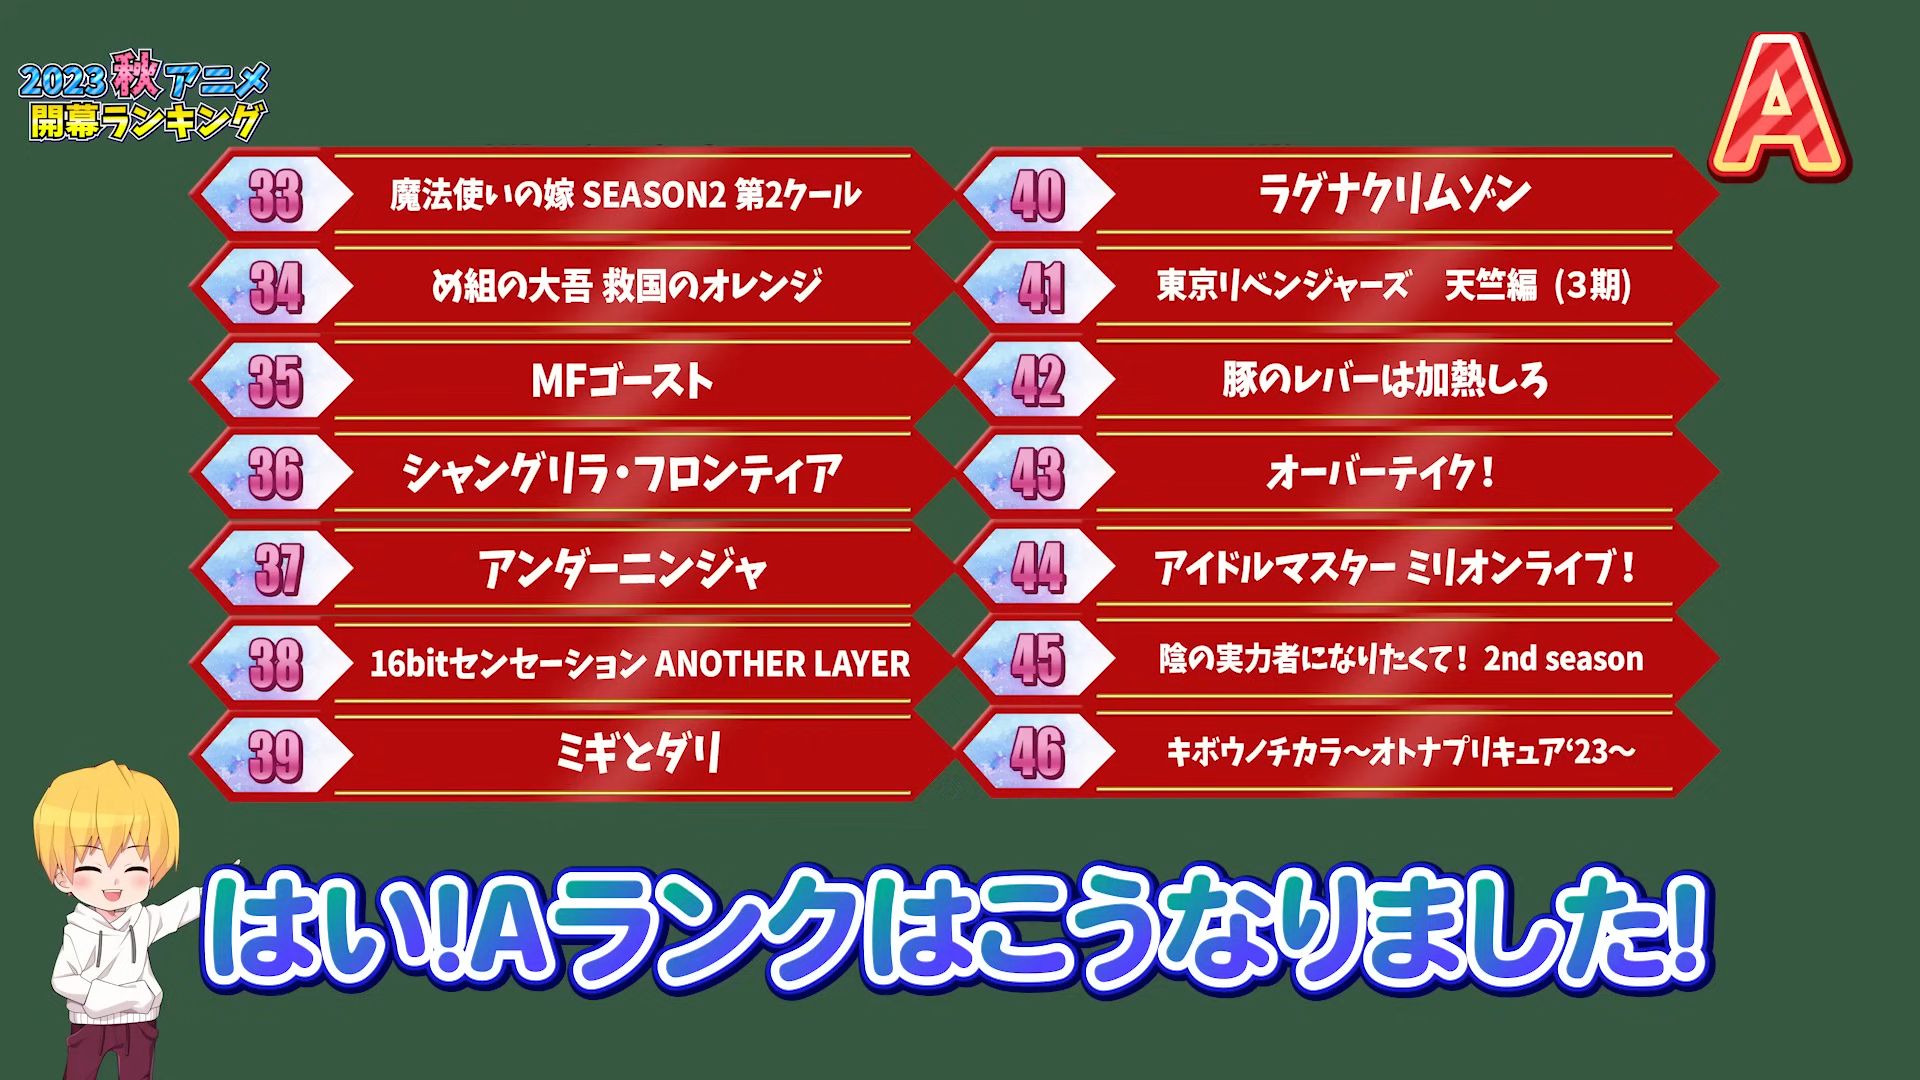 2023秋アニメ
開幕ランキング
A
33 魔法使いの嫁 SEASON2 第2クール
34 め組の大吾 救国のオレンジ
35 MFゴースト
36 シャングリラ・フロンティア
37 アンダーニンジャ
38 16bitセンセーション ANOTHER LAYER
39 ミギとダリ
40 ラグナクリムゾン
41 東京リベンジャーズ　天竺編 (３期)
42 豚のレバーは加熱しろ
43 オーバーテイク！
44 アイドルマスター ミリオンライブ！
45 陰の実力者になりたくて！ 2nd season
46 キボウノチカラ～オトナプリキュア‘23～
はい!Aランクはこうなりました!